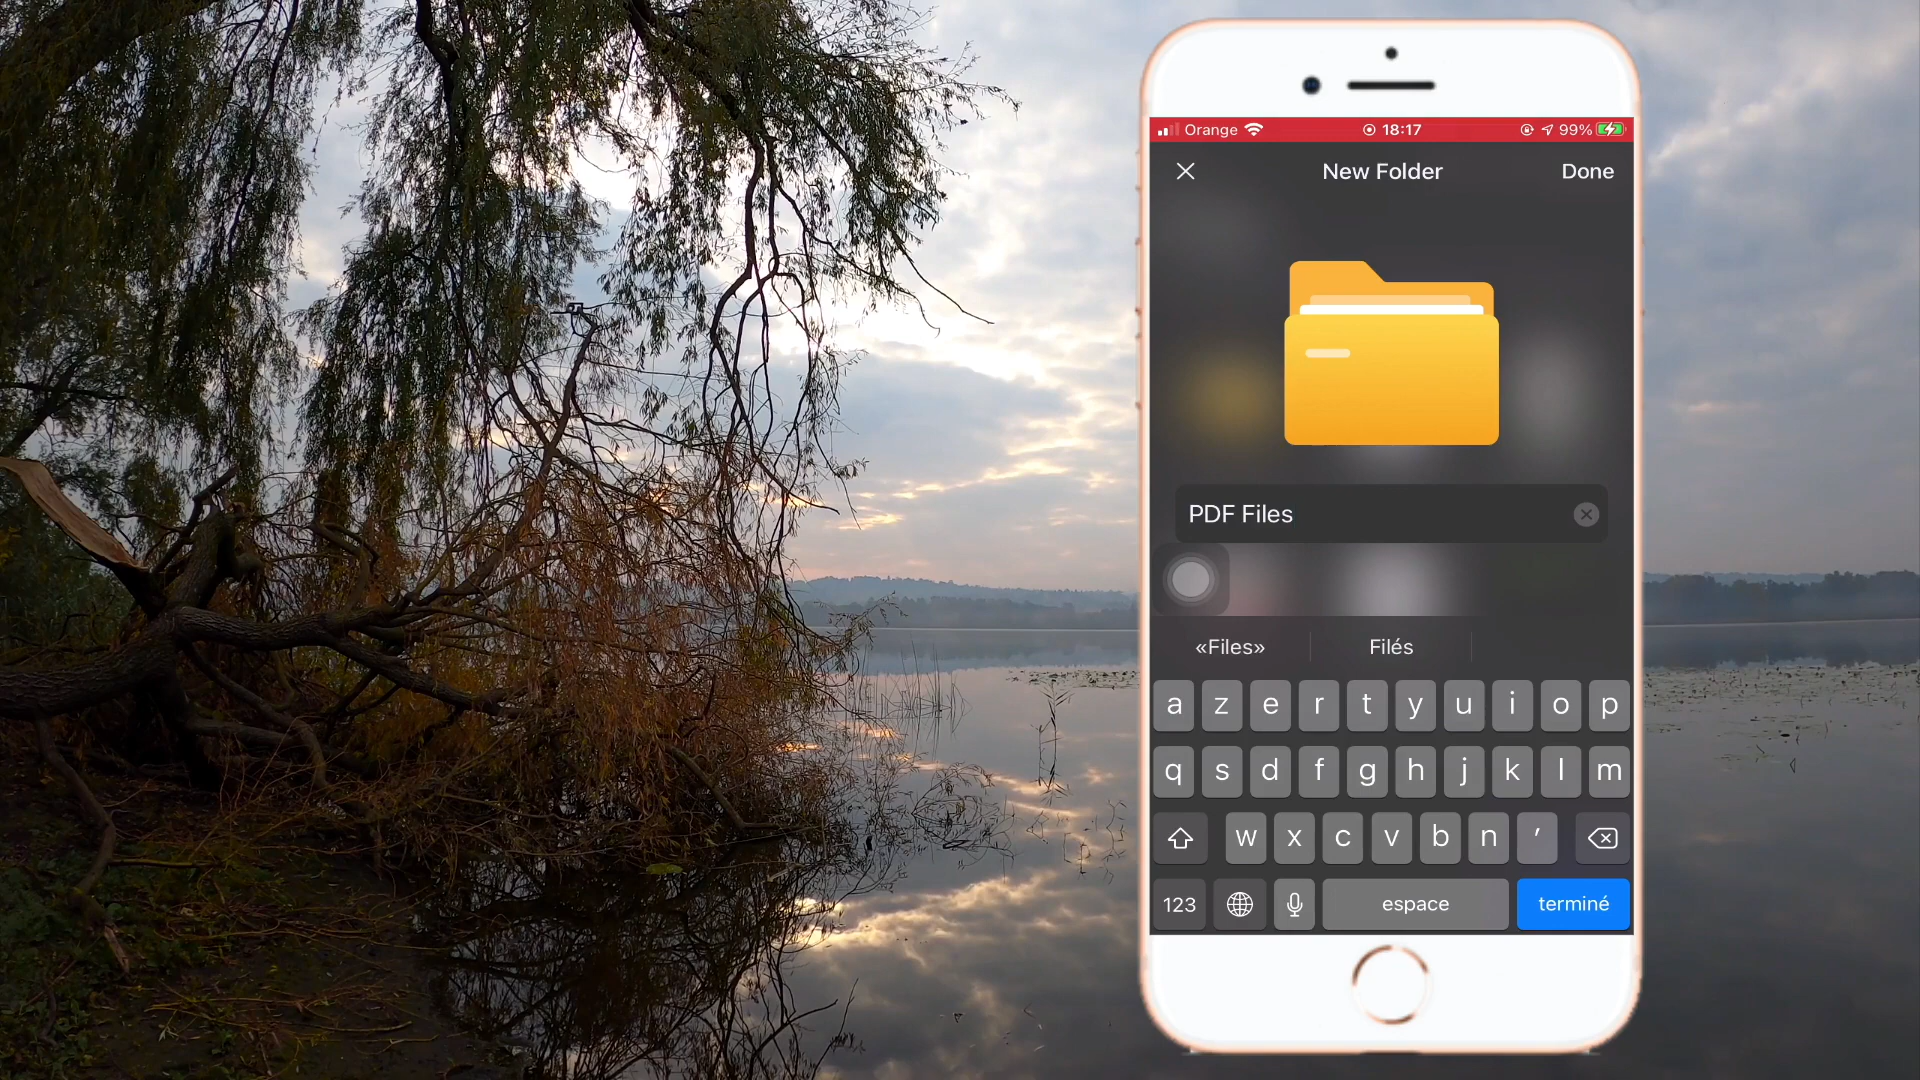 Orange 18:17 99%
New Folder Done
PDF Files
«Files» Filés
a z e r t y u i o p
q s d f g h j k l m
w x c v b n ′
123 espace terminé